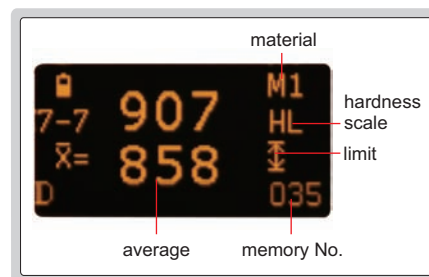 material
M1
907
7-7
HL
hardness
scale
X̄=
858
limit
D
035
average
memory No.